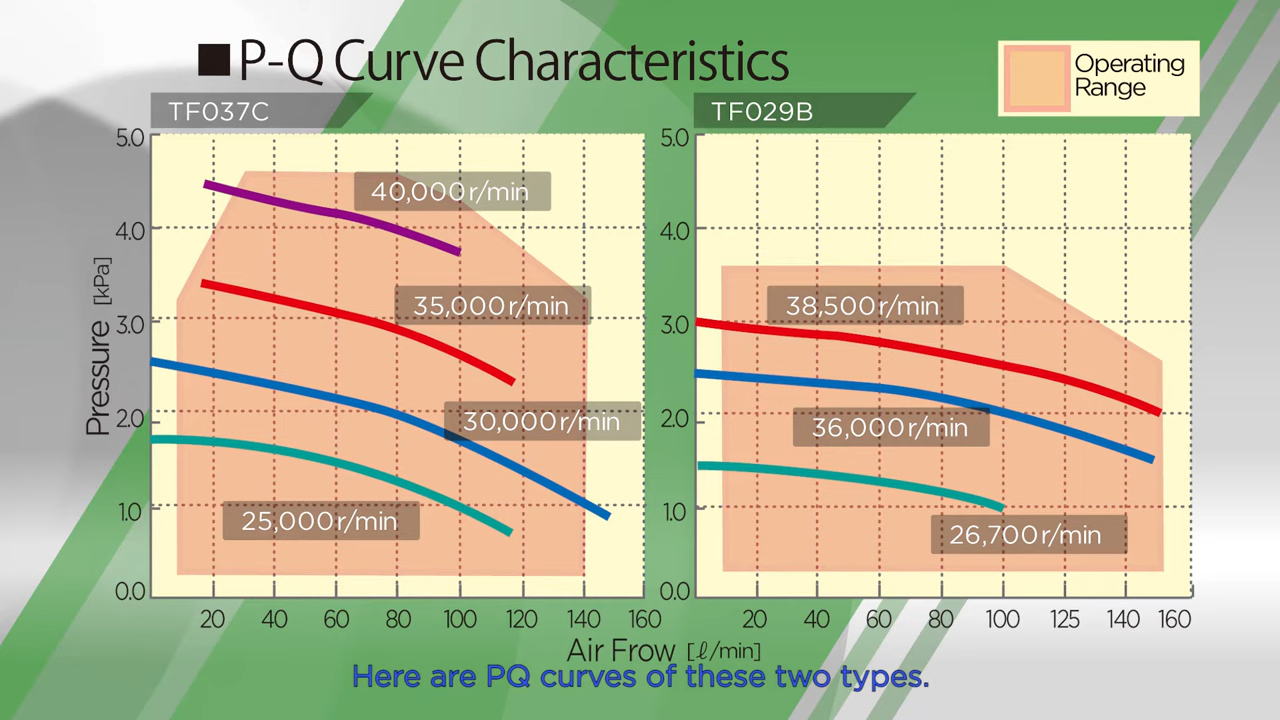 ■P-Q Curve Characteristics
Operating
Range
TF037C
5.0
4.0
3.0
2.0
1.0
0.0
Pressure [kPa]
40,000r/min
35,000r/min
30,000r/min
25,000r/min
20 40 60 80 100 120 140 160
TF029B
5.0
4.0
3.0
2.0
1.0
0.0
38,500r/min
36,000r/min
26,700r/min
20 40 60 80 100 125 140 160
Air Frow [ℓ/min]
Here are PQ curves of these two types.